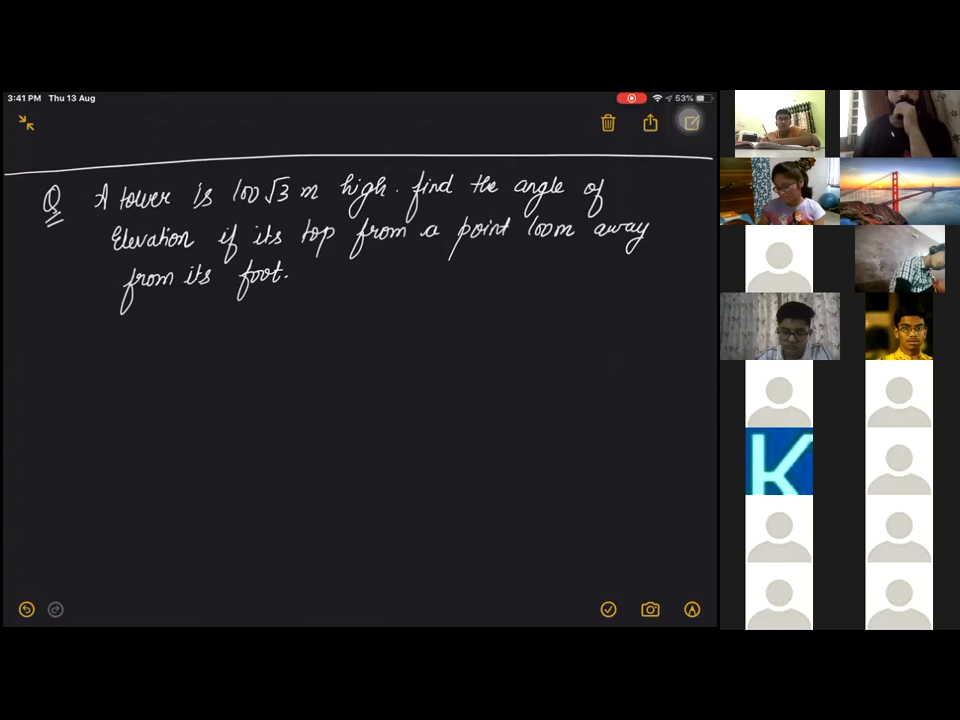 3:41 PM Thu 13 Aug
53%
Q A tower is 100√3 m high. find the angle of
Elevation if its top from a point 100m away
from its foot.
K